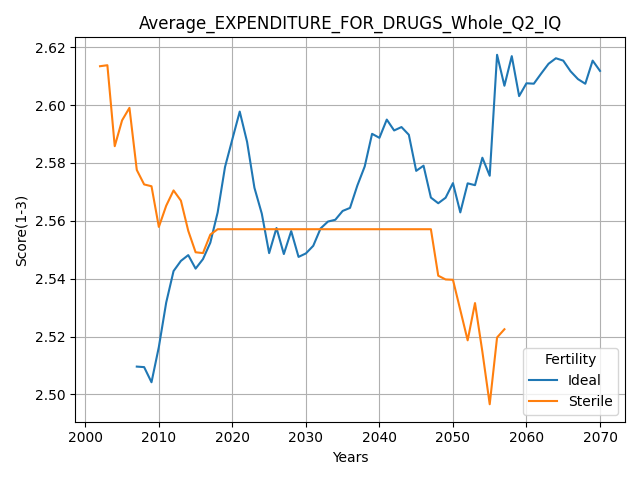 Average_EXPENDITURE_FOR_DRUGS_Whole_Q2_IQ
Score(1-3)
2.62
2.60
2.58
2.56
2.54
2.52
2.50
2000 2010 2020 2030 2040 2050 2060 2070
Years
Fertility
Ideal
Sterile